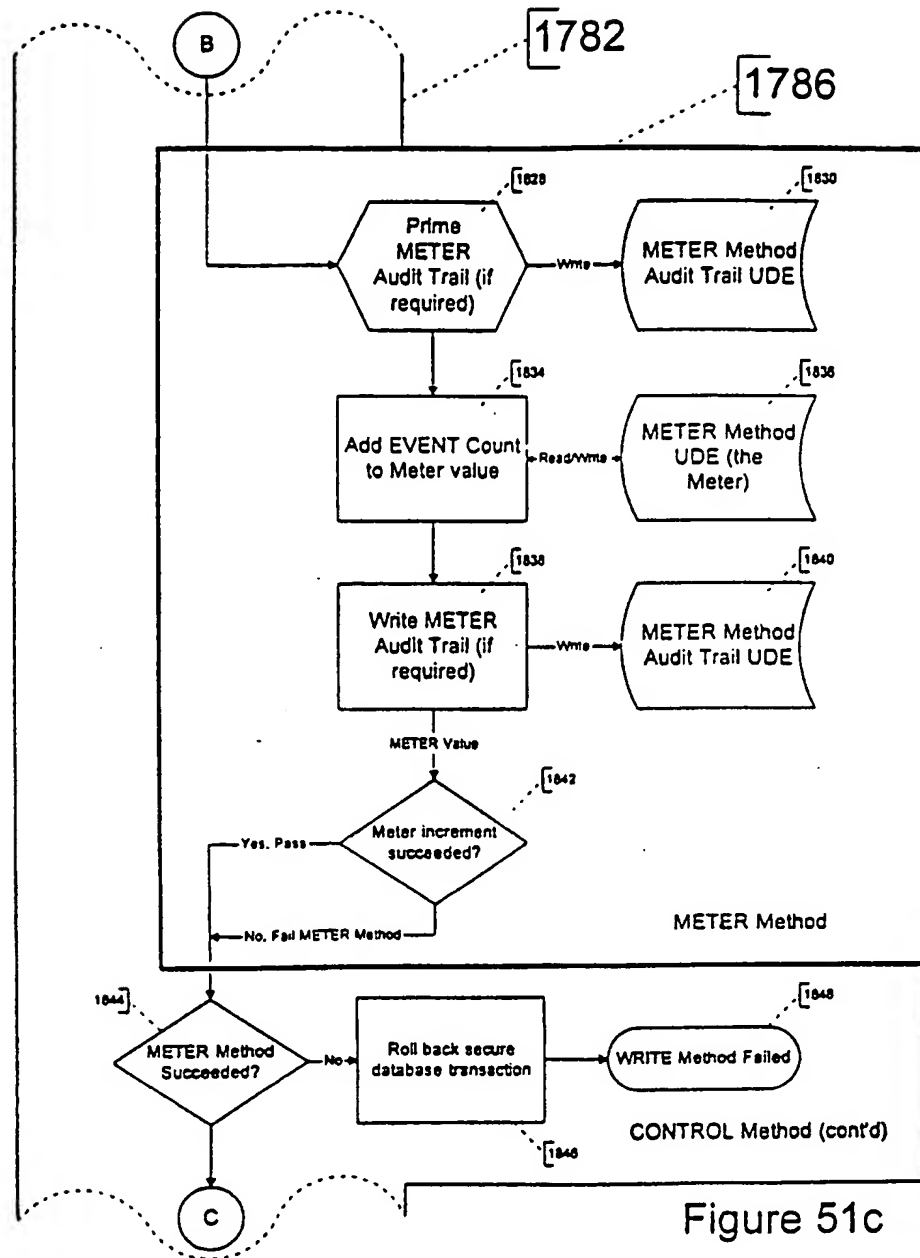 B
1782
1786
1828
Prime
METER
Audit Trail (if
required)
Write
1830
METER Method
Audit Trail UDE
1834
Add EVENT Count
to Meter value
Read/Write
1836
METER Method
UDE (the
Meter)
1838
Write METER
Audit Trail (if
required)
Write
1840
METER Method
Audit Trail UDE
METER Value
1842
Meter increment
succeeded?
Yes. Pass
No. Fail METER Method
METER Method
1844
METER Method
Succeeded?
No
Roll back secure
database transaction
1846
1848
WRITE Method Failed
CONTROL Method (cont'd)
C
Figure 51c